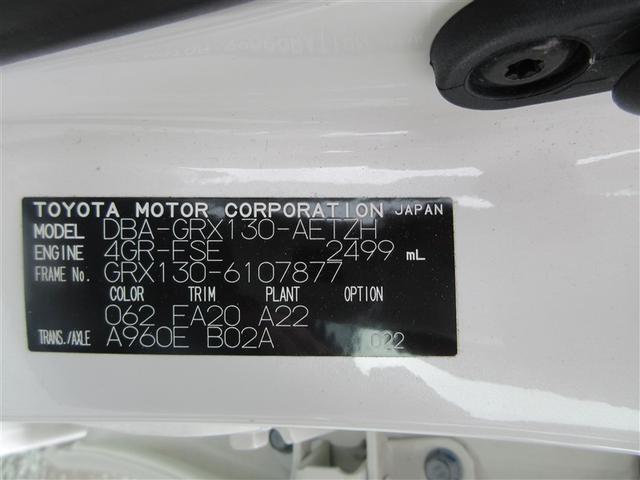 TOYOTA MOTOR CORPORATION JAPAN
MODEL DBA-GRX130-AETZH
ENGINE 4GR-FSE 2499 mL
FRAME No. GRX130-6107877
COLOR TRIM PLANT OPTION
062 FA20 A22
TRANS./AXLE A960E B02A 022